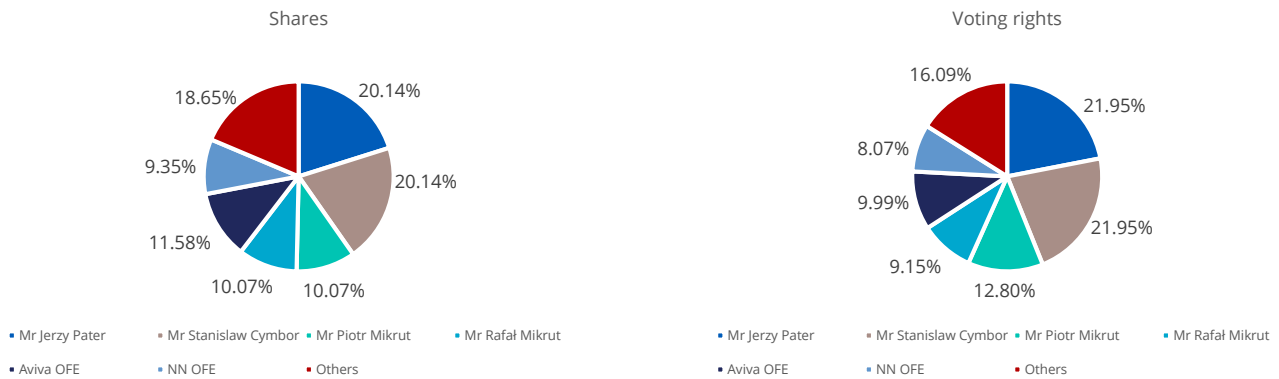 Shares
18.65%
20.14%
9.35%
20.14%
11.58%
10.07%
10.07%
Mr Jerzy Pater
Mr Stanislaw Cymbor
Mr Piotr Mikrut
Mr Rafał Mikrut
Aviva OFE
NN OFE
Others
Voting rights
16.09%
21.95%
8.07%
9.99%
21.95%
9.15%
12.80%
Mr Jerzy Pater
Mr Stanislaw Cymbor
Mr Piotr Mikrut
Mr Rafał Mikrut
Aviva OFE
NN OFE
Others